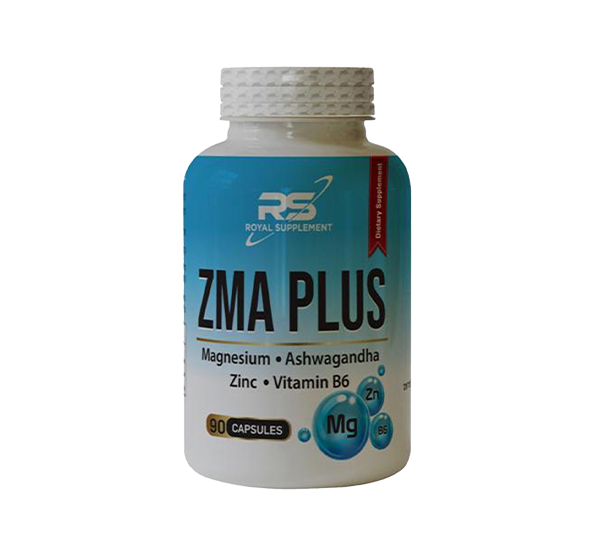 RS
ROYAL SUPPLEMENT
Dietary Supplement
ZMA PLUS
Magnesium • Ashwagandha
Zinc • Vitamin B6
90 CAPSULES
Zn
Mg
B6